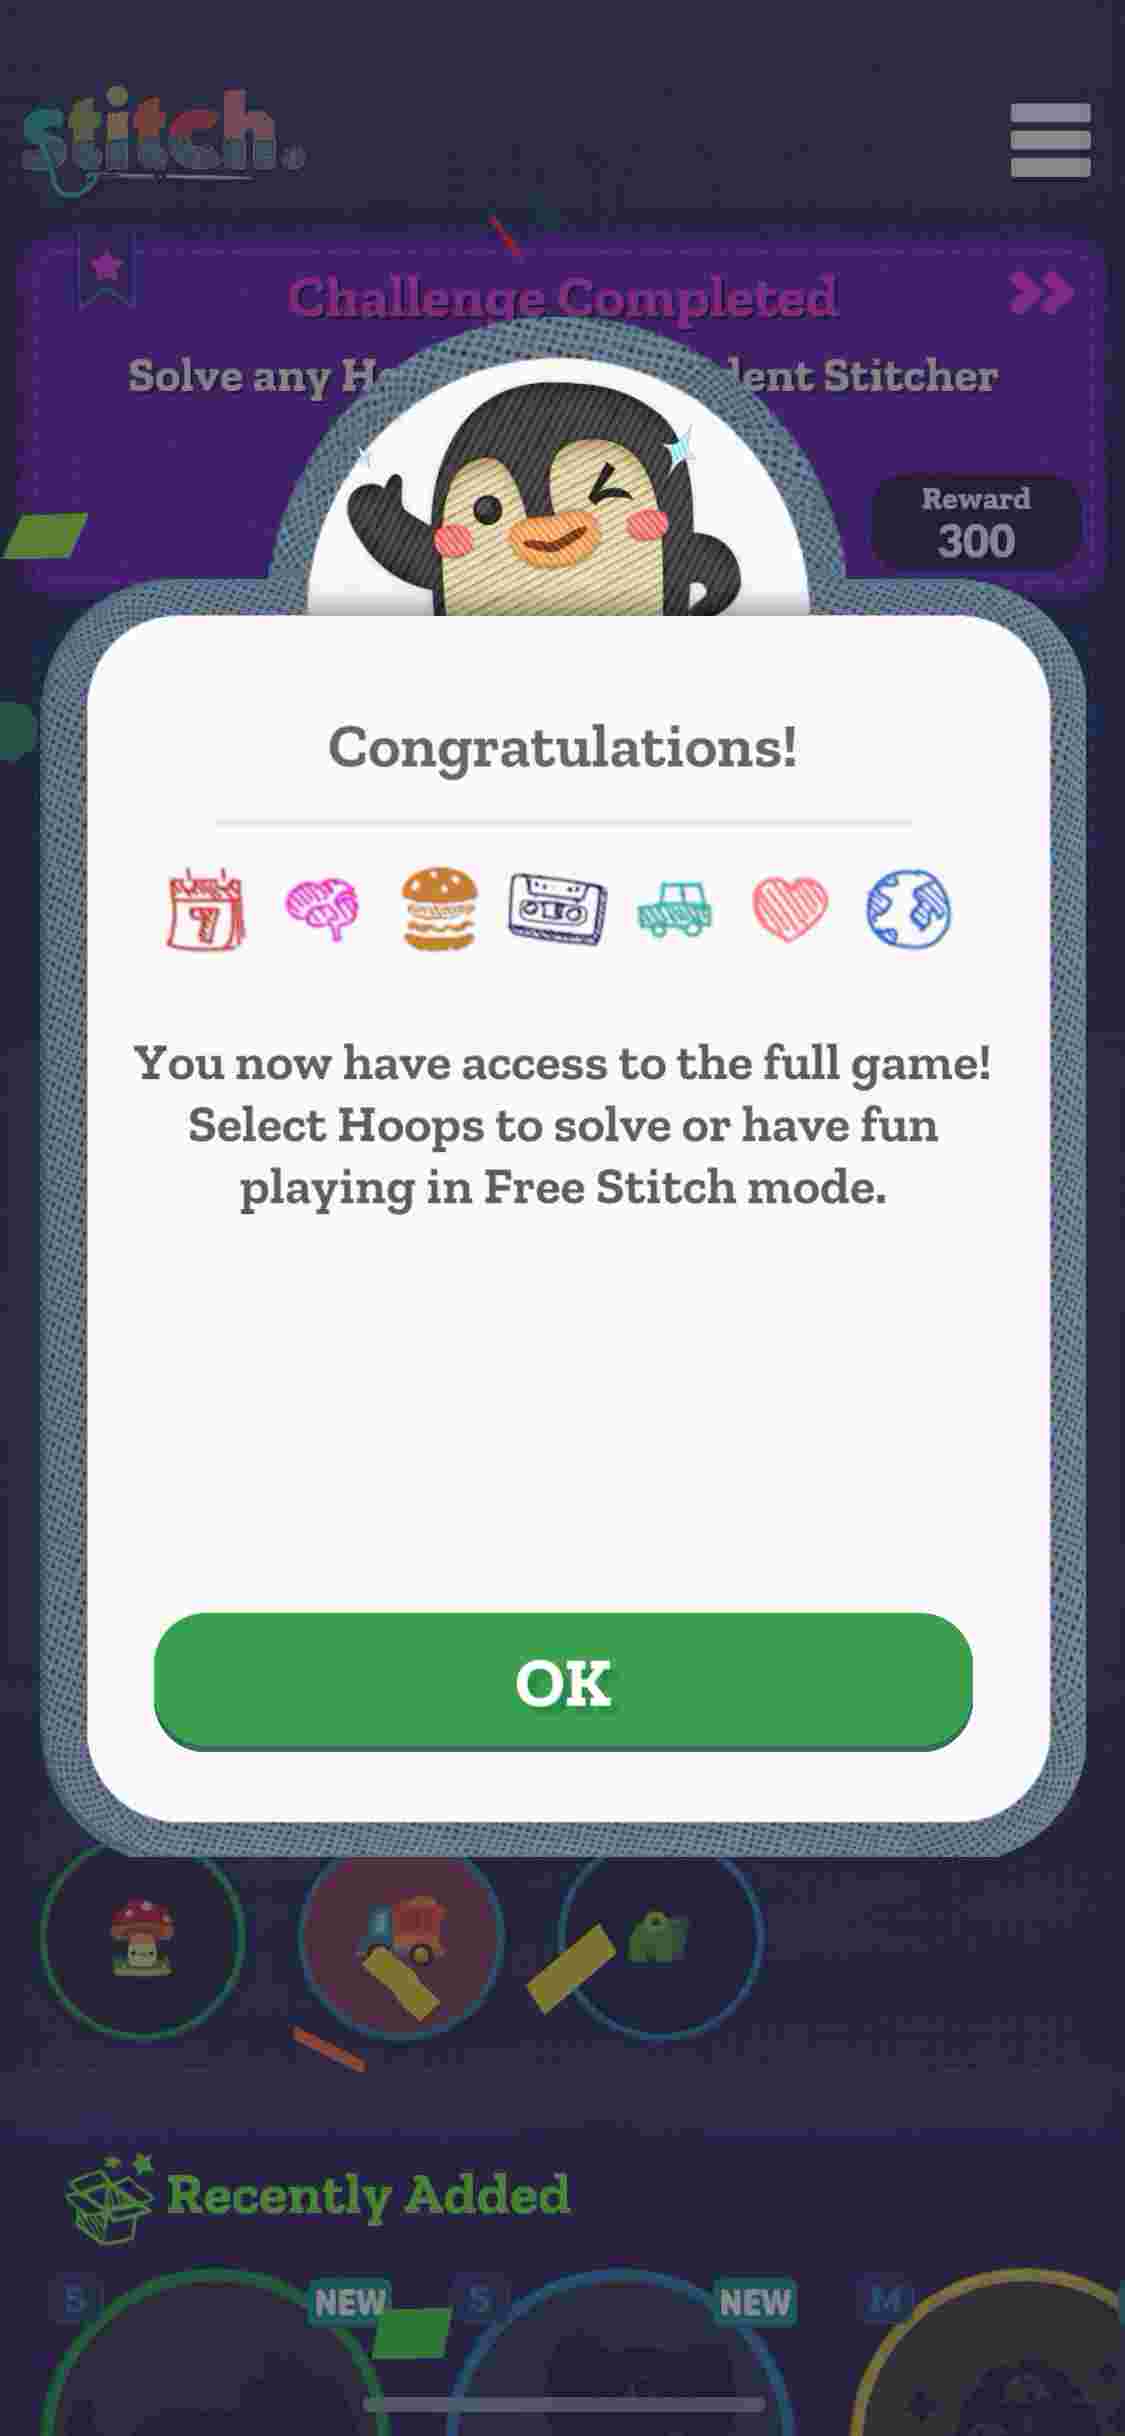 stitch.
Challenge Completed
Solve any Ho lent Stitcher
Reward
300
Congratulations!
7
You now have access to the full game!
Select Hoops to solve or have fun
playing in Free Stitch mode.
OK
Recently Added
S NEW S NEW M